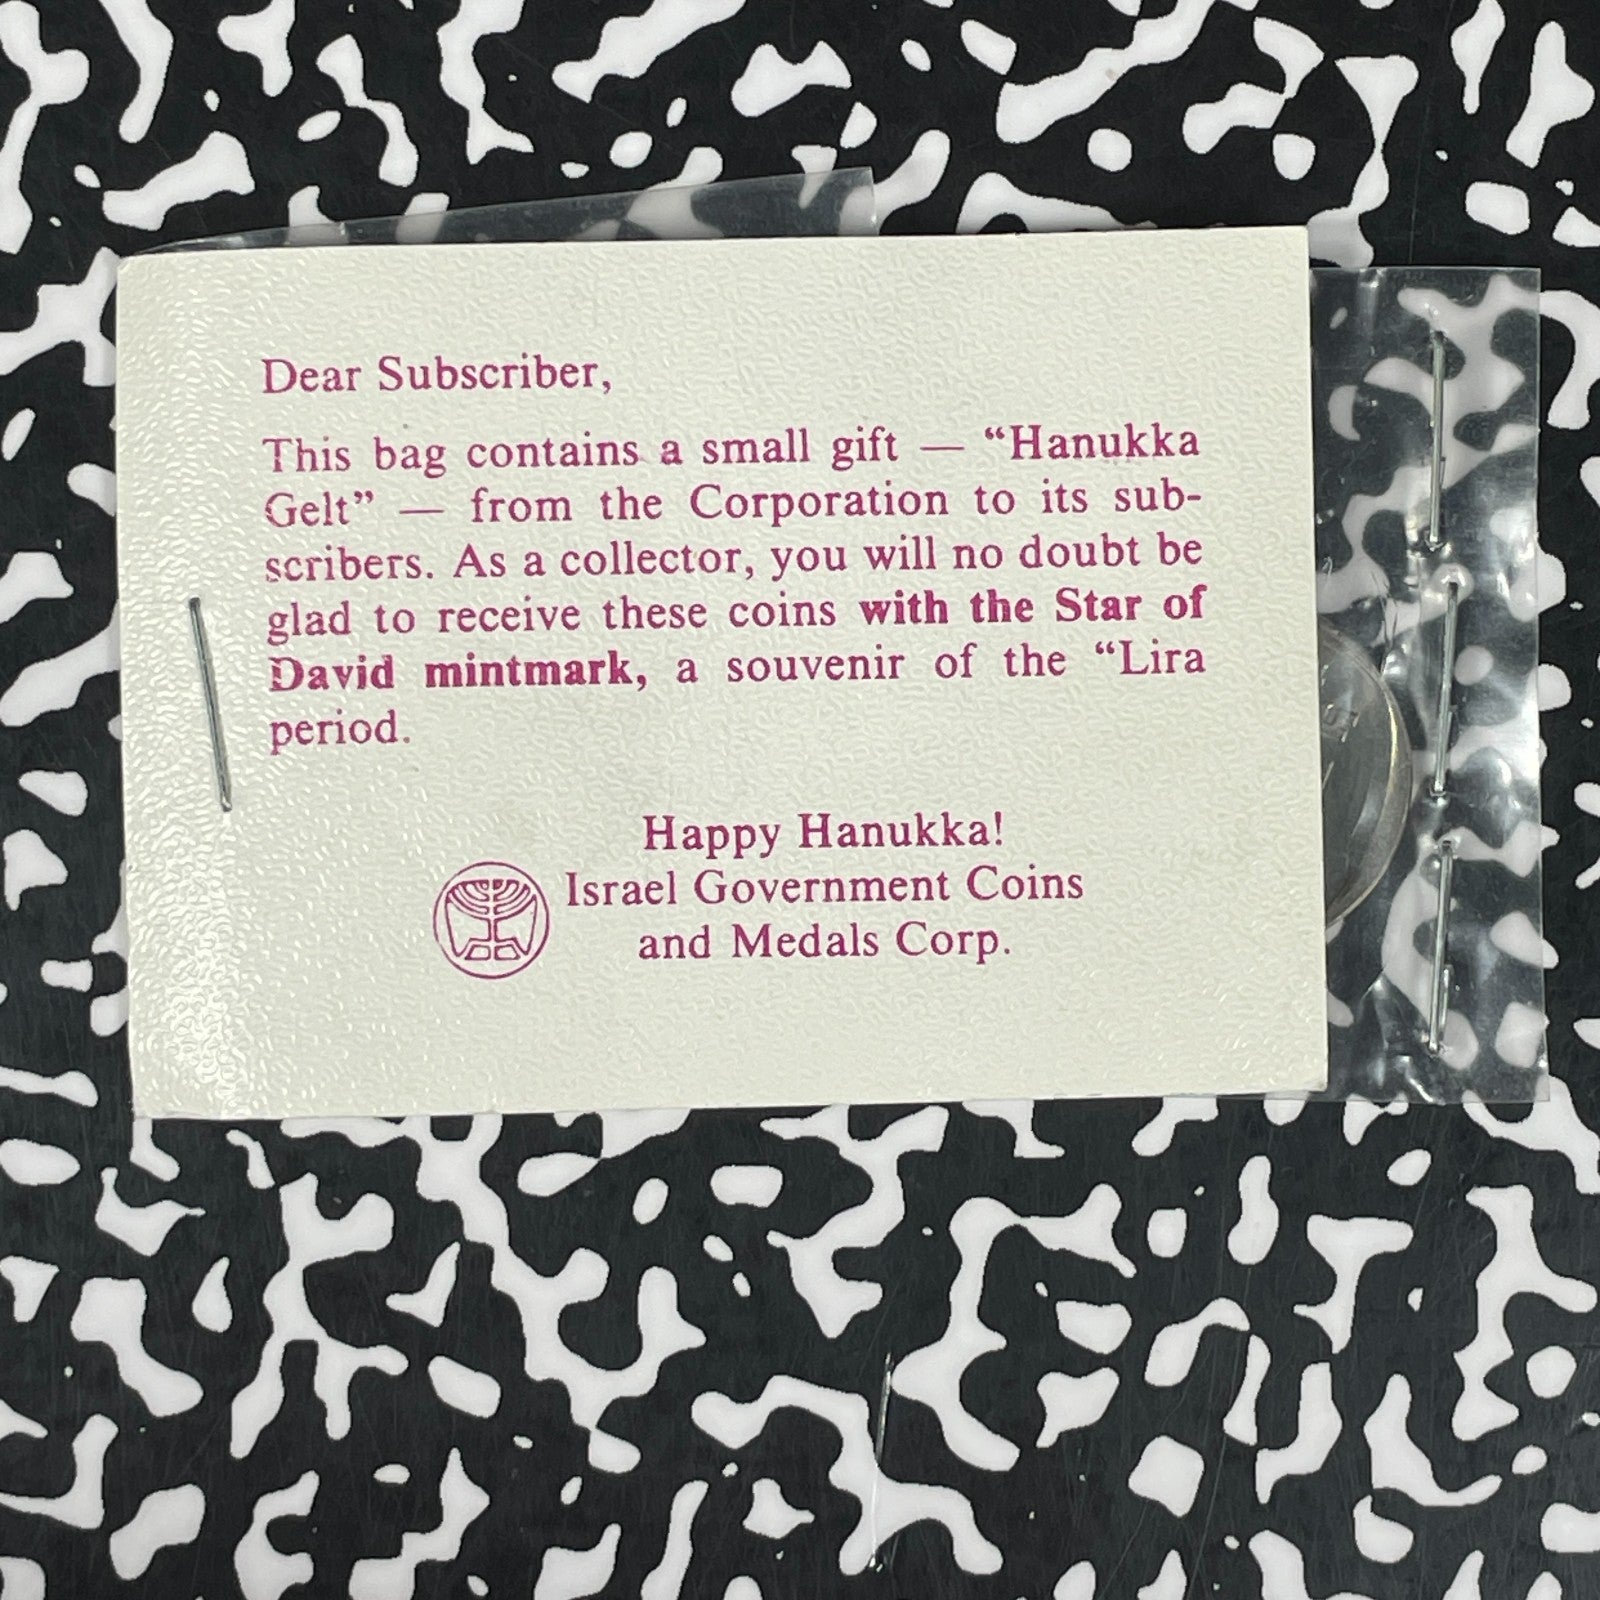 Dear Subscriber,
This bag contains a small gift — “Hanukka
Gelt” — from the Corporation to its sub-
scribers. As a collector, you will no doubt be
glad to receive these coins with the Star of
David mintmark, a souvenir of the “Lira
period.
Happy Hanukka!
Israel Government Coins
and Medals Corp.